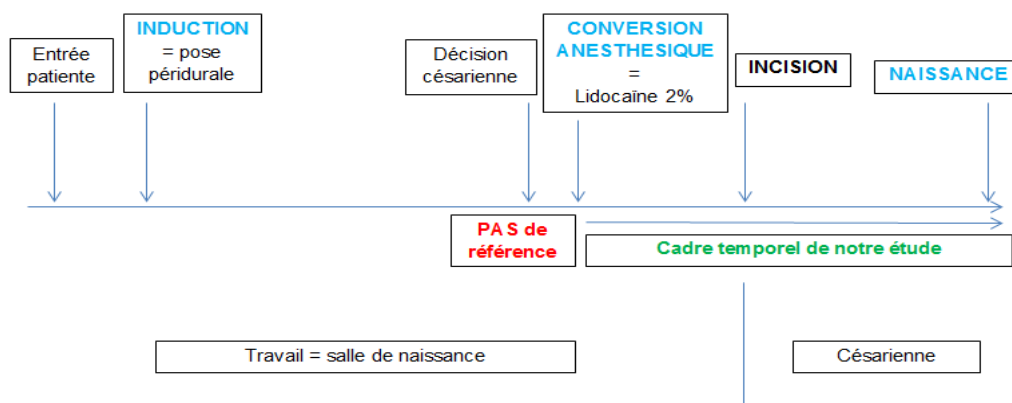 Entrée
patiente
INDUCTION
= pose
péridurale
Décision
césarienne
CONVERSION
ANESTHESIQUE
=
Lidocaïne 2%
INCISION
NAISSANCE
PAS de
référence
Cadre temporel de notre étude
Travail = salle de naissance
Césarienne